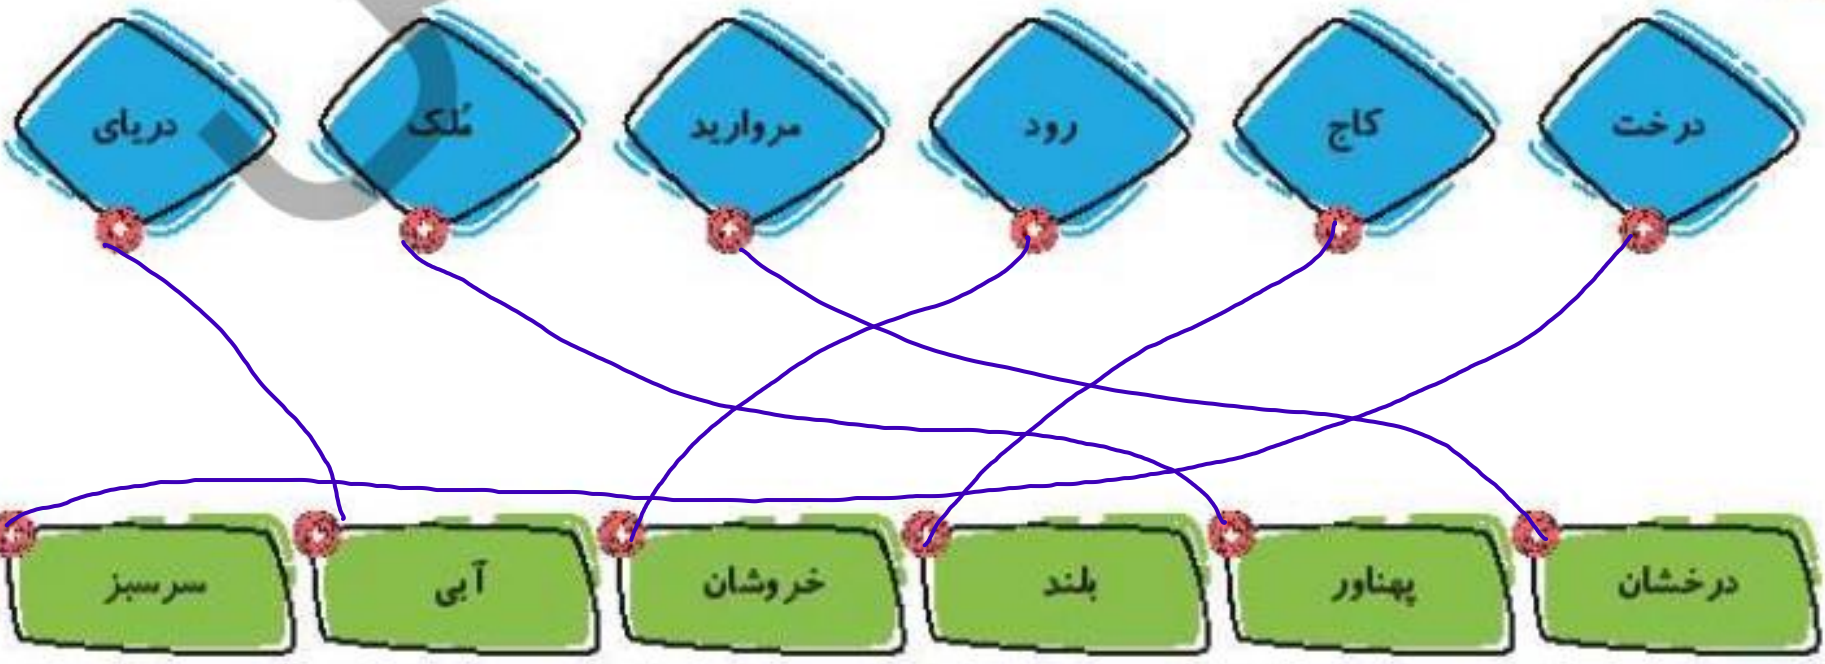 درخت کاج رود مروارید مُلک دریای
درخشان پهناور بلند خروشان آبی سرسبز